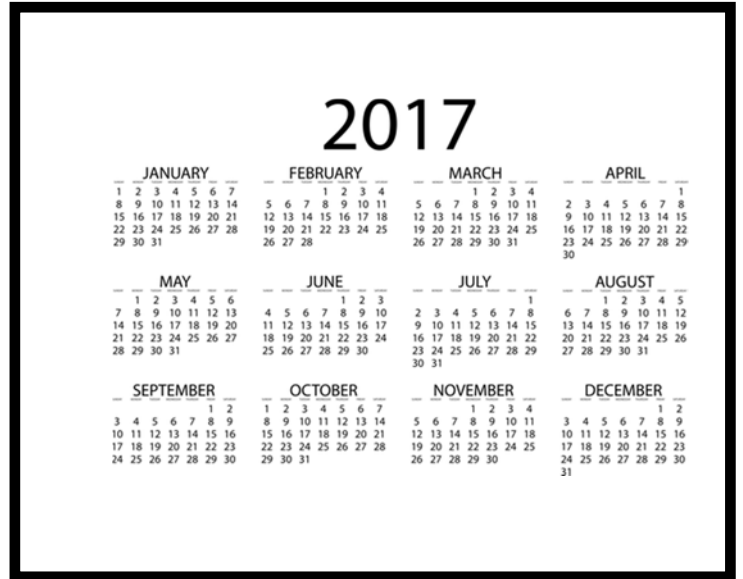 2017
JANUARY
1 2 3 4 5 6 7
8 9 10 11 12 13 14
15 16 17 18 19 20 21
22 23 24 25 26 27 28
29 30 31
FEBRUARY
1 2 3 4
5 6 7 8 9 10 11
12 13 14 15 16 17 18
19 20 21 22 23 24 25
26 27 28
MARCH
1 2 3 4
5 6 7 8 9 10 11
12 13 14 15 16 17 18
19 20 21 22 23 24 25
26 27 28 29 30 31
APRIL
1
2 3 4 5 6 7 8
9 10 11 12 13 14 15
16 17 18 19 20 21 22
23 24 25 26 27 28 29
30
MAY
1 2 3 4 5 6
7 8 9 10 11 12 13
14 15 16 17 18 19 20
21 22 23 24 25 26 27
28 29 30 31
JUNE
1 2 3
4 5 6 7 8 9 10
11 12 13 14 15 16 17
18 19 20 21 22 23 24
25 26 27 28 29 30
JULY
1
2 3 4 5 6 7 8
9 10 11 12 13 14 15
16 17 18 19 20 21 22
23 24 25 26 27 28 29
30 31
AUGUST
1 2 3 4 5
6 7 8 9 10 11 12
13 14 15 16 17 18 19
20 21 22 23 24 25 26
27 28 29 30 31
SEPTEMBER
1 2
3 4 5 6 7 8 9
10 11 12 13 14 15 16
17 18 19 20 21 22 23
24 25 26 27 28 29 30
OCTOBER
1 2 3 4 5 6 7
8 9 10 11 12 13 14
15 16 17 18 19 20 21
22 23 24 25 26 27 28
29 30 31
NOVEMBER
1 2 3 4
5 6 7 8 9 10 11
12 13 14 15 16 17 18
19 20 21 22 23 24 25
26 27 28 29 30
DECEMBER
1 2
3 4 5 6 7 8 9
10 11 12 13 14 15 16
17 18 19 20 21 22 23
24 25 26 27 28 29 30
31